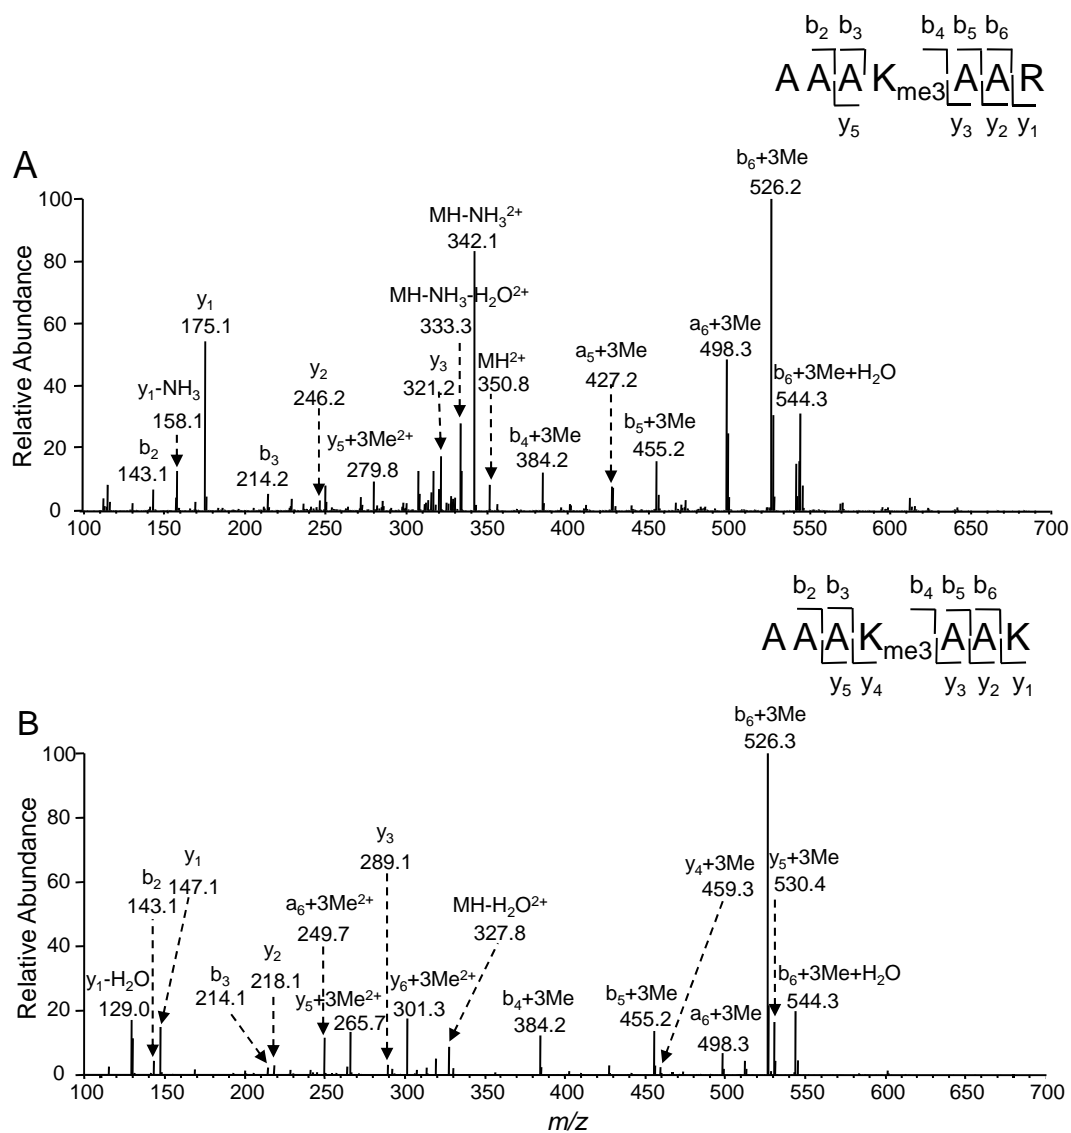 b2 b3 b4 b5 b6
A A A K me3 A A R
y5 y3 y2 y1
A
b6+3Me
526.2
100
MH-NH3 2+
342.1
80
MH-NH3-H2O2+
333.3
y1
175.1
60
a6+3Me
498.3
a5+3Me
427.2
MH2+
350.8
y3
321.2
y2
246.2
40
b6+3Me+H2O
544.3
y1-NH3
158.1
b5+3Me
455.2
b4+3Me
384.2
y5+3Me2+
279.8
b2
143.1
b3
214.2
20
0
Relative Abundance
100 150 200 250 300 350 400 450 500 550 600 650 700
b2 b3 b4 b5 b6
A A A K me3 A A K
y5 y4 y3 y2 y1
B
b6+3Me
526.3
100
80
y3
289.1
y1
147.1
b2
143.1
y4+3Me
459.3
y5+3Me
530.4
60
a6+3Me2+
249.7
MH-H2O2+
327.8
40
y2
218.1
b3
214.1
y1-H2O
129.0
y5+3Me2+
265.7
y6+3Me2+
301.3
b4+3Me
384.2
b5+3Me
455.2
a6+3Me
498.3
b6+3Me+H2O
544.3
20
0
Relative Abundance
100 150 200 250 300 350 400 450 500 550 600 650 700
m/z